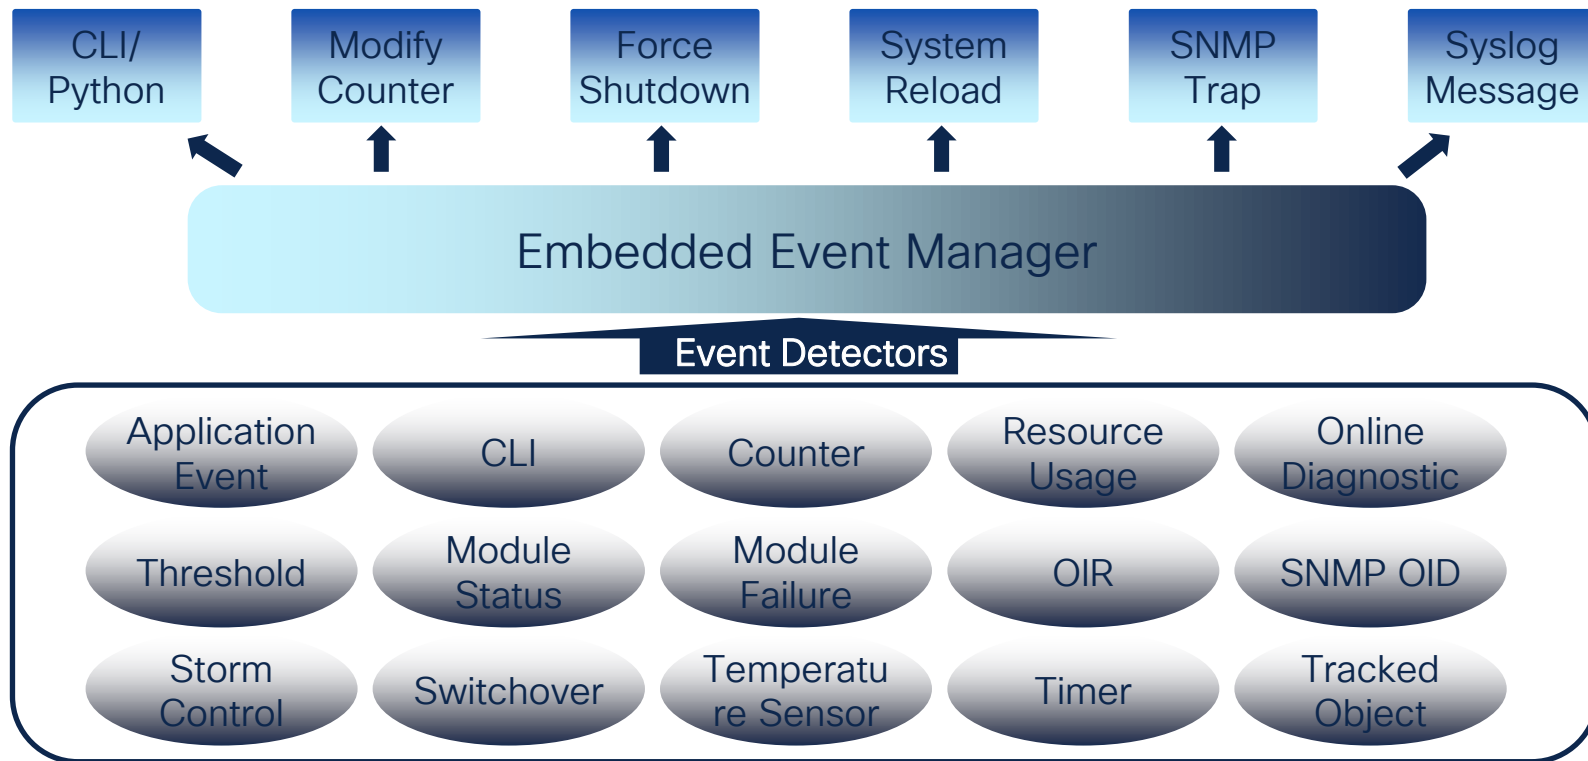 CLI/
Python
Modify
Counter
Force
Shutdown
System
Reload
SNMP
Trap
Syslog
Message
Embedded Event Manager
Event Detectors
Application
Event
CLI
Counter
Resource
Usage
Online
Diagnostic
Threshold
Module
Status
Module
Failure
OIR
SNMP OID
Storm
Control
Switchover
Temperatu
re Sensor
Timer
Tracked
Object